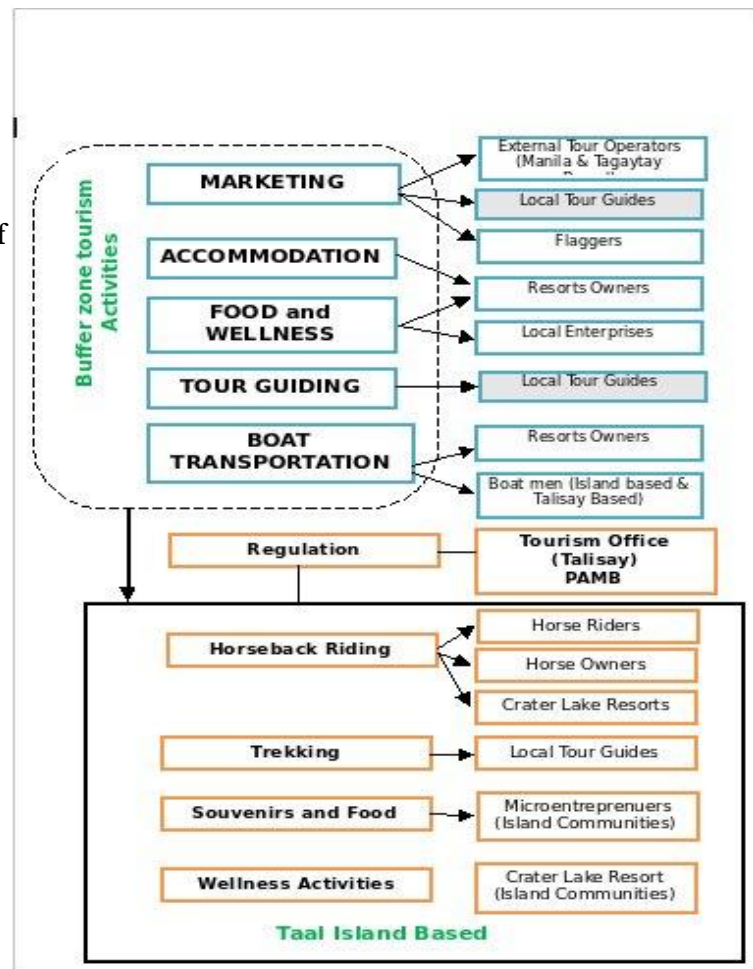 f
Buffer zone tourism
Activities
MARKETING
External Tour Operators
(Manila & Tagaytay
Local Tour Guides
Flaggers
ACCOMMODATION
Resorts Owners
FOOD and
WELLNESS
Local Enterprises
TOUR GUIDING
Local Tour Guides
BOAT
TRANSPORTATION
Resorts Owners
Boat men (Island based &
Talisay Based)
Regulation
Tourism Office
(Talisay)
PAMB
Horseback Riding
Horse Riders
Horse Owners
Crater Lake Resorts
Trekking
Local Tour Guides
Souvenirs and Food
Microentreprenuers
(Island Communities)
Wellness Activities
Crater Lake Resort
(Island Communities)
Taal Island Based